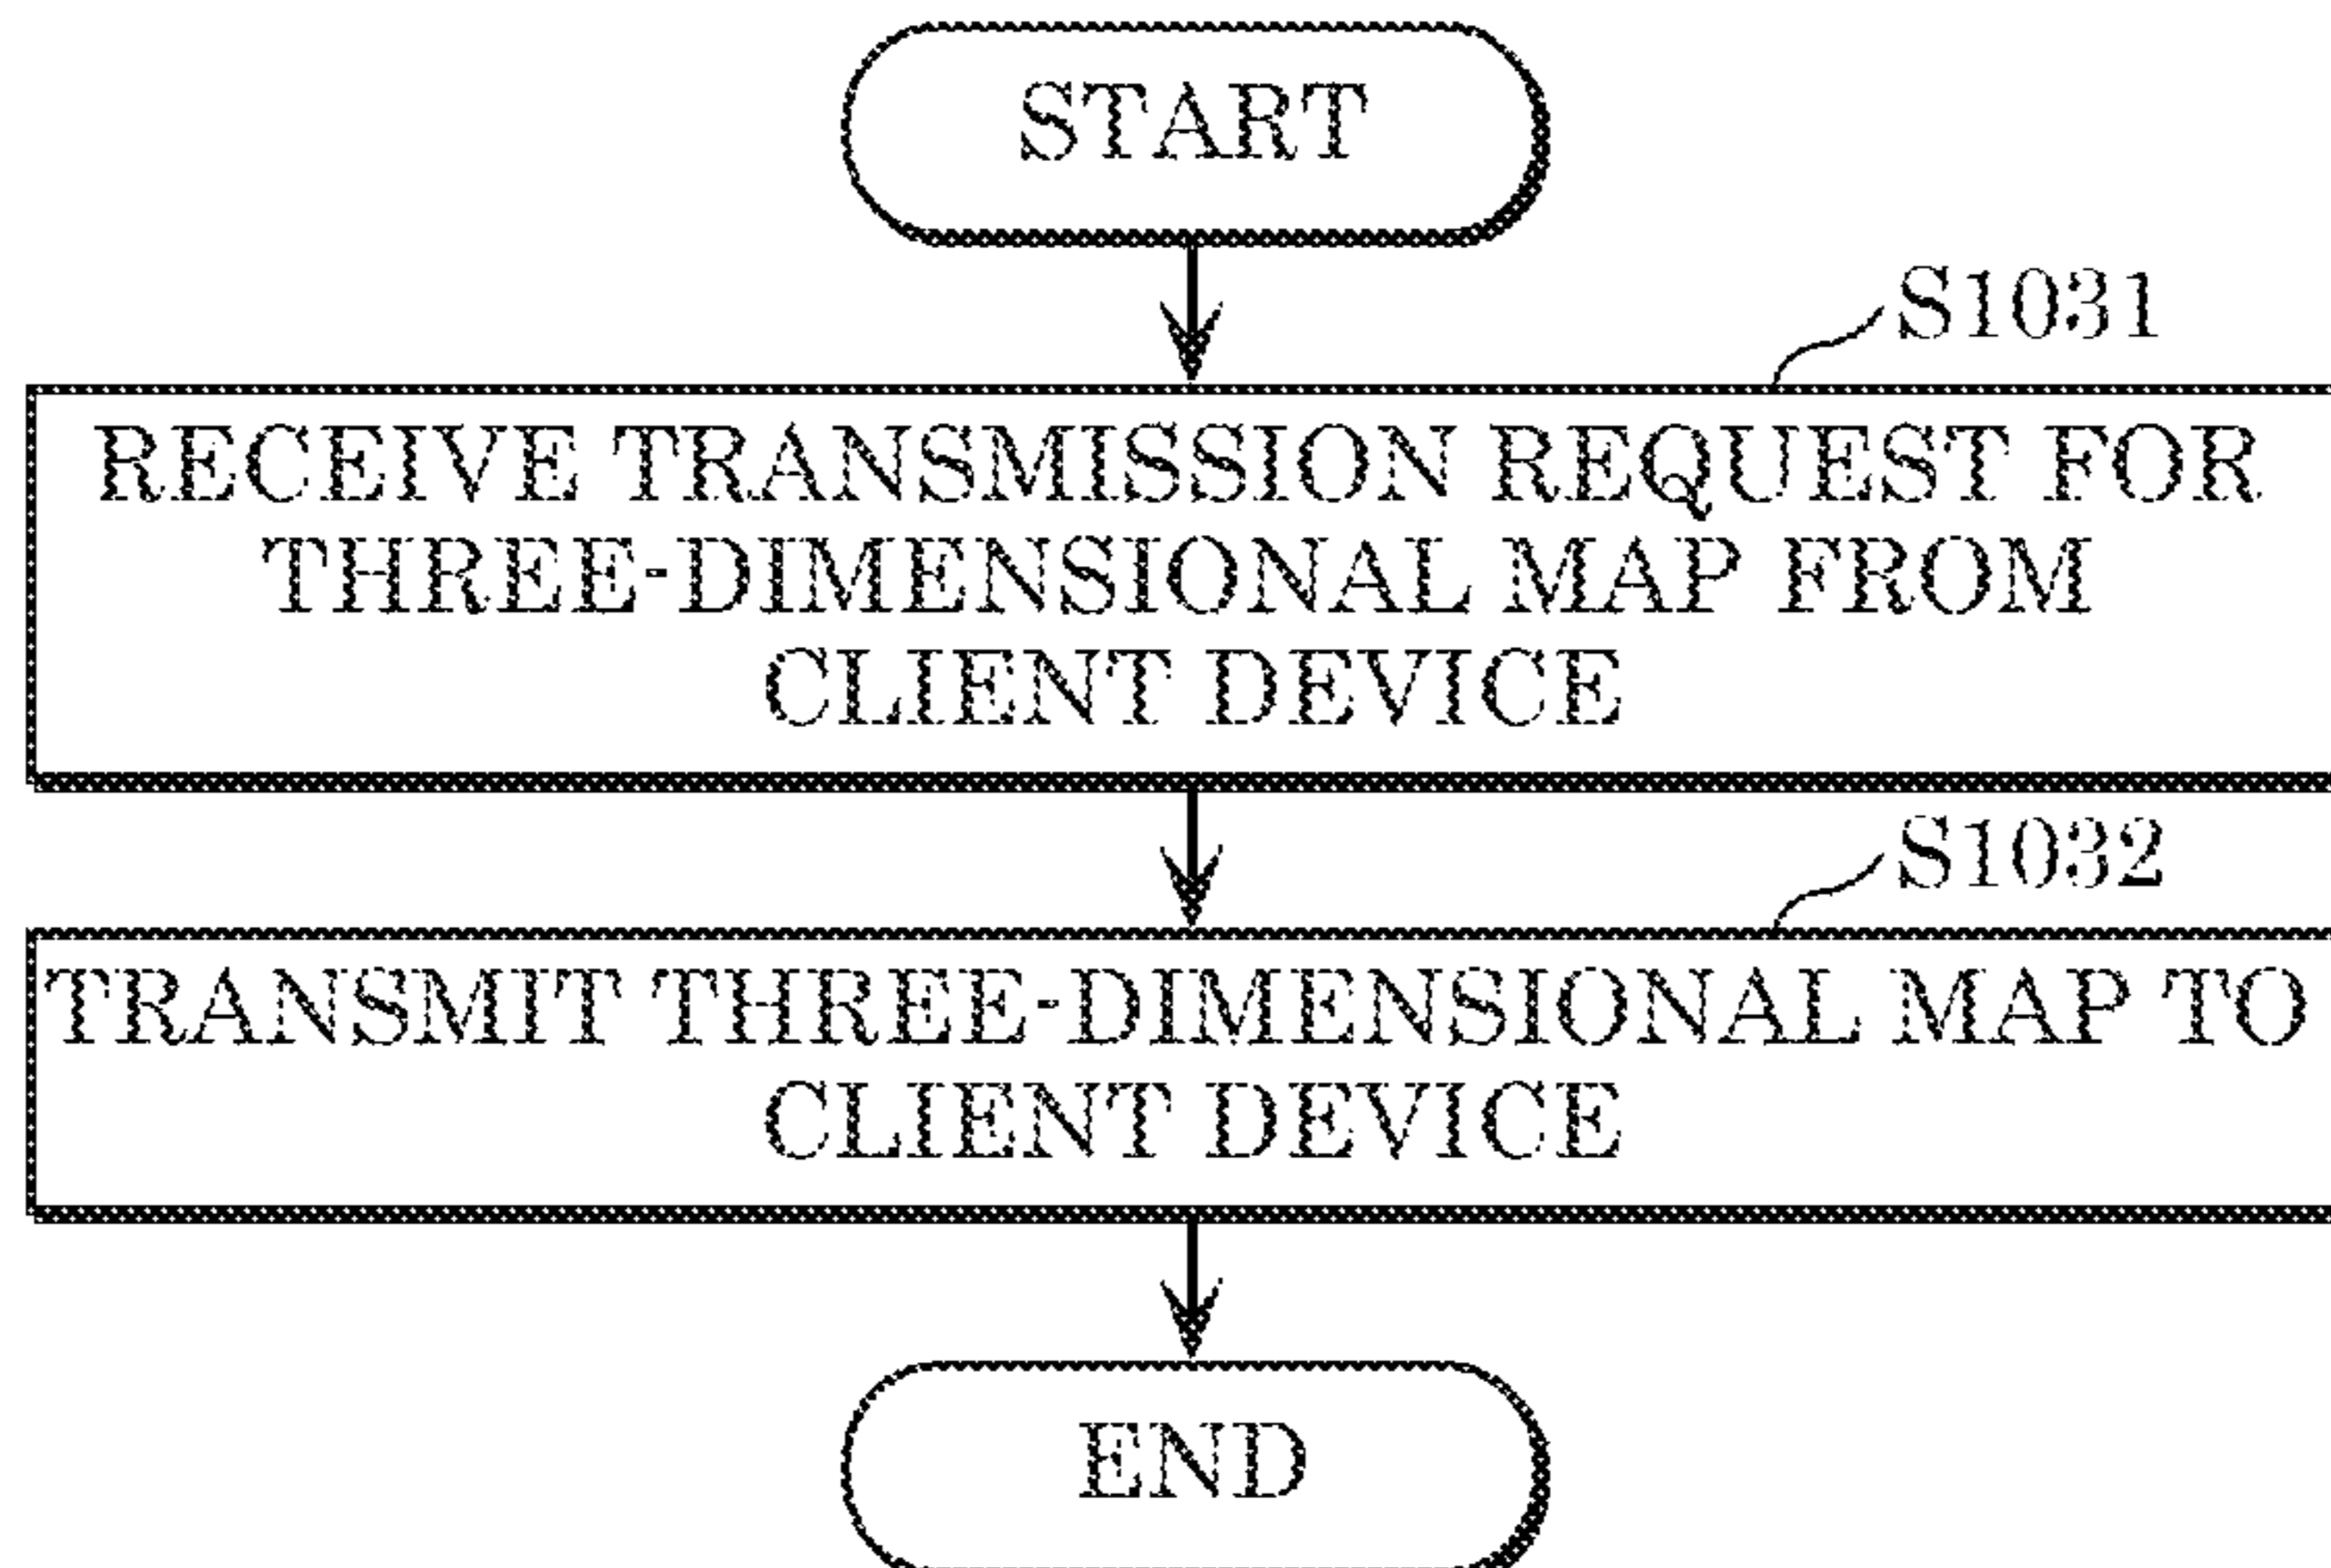 START
S1031
RECEIVE TRANSMISSION REQUEST FOR
THREE-DIMENSIONAL MAP FROM
CLIENT DEVICE
S1032
TRANSMIT THREE-DIMENSIONAL MAP TO
CLIENT DEVICE
END